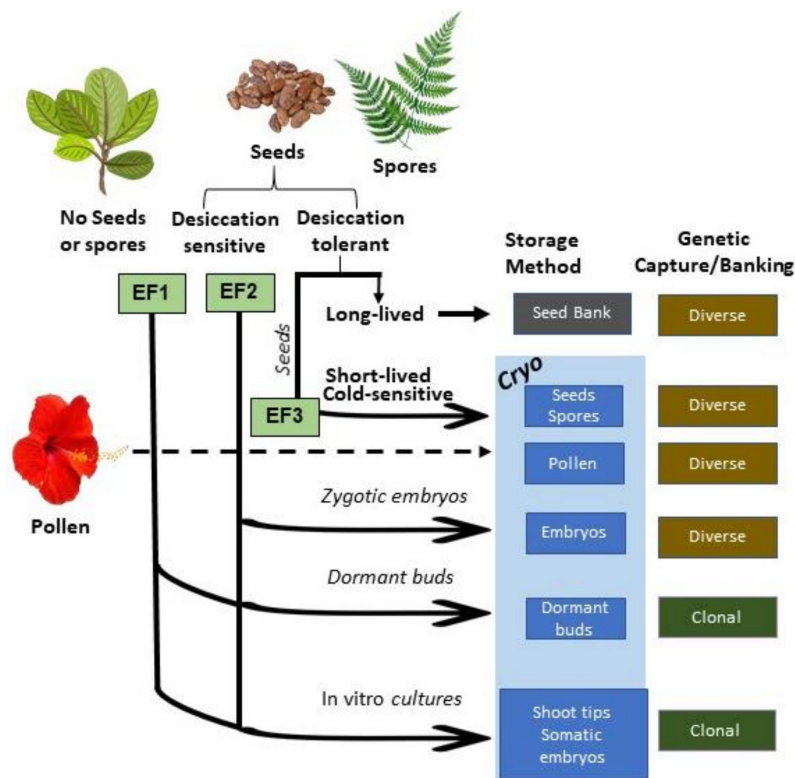 Seeds
Spores
No Seeds
or spores
Desiccation
sensitive
Desiccation
tolerant
Storage
Method
Genetic
Capture/Banking
EF1
EF2
Long-lived
Seed Bank
Diverse
Seeds
Short-lived
Cold-sensitive
EF3
Cryo
Seeds
Spores
Diverse
Pollen
Diverse
Pollen
Zygotic embryos
Embryos
Diverse
Dormant buds
Dormant
buds
Clonal
In vitro cultures
Shoot tips
Somatic
embryos
Clonal